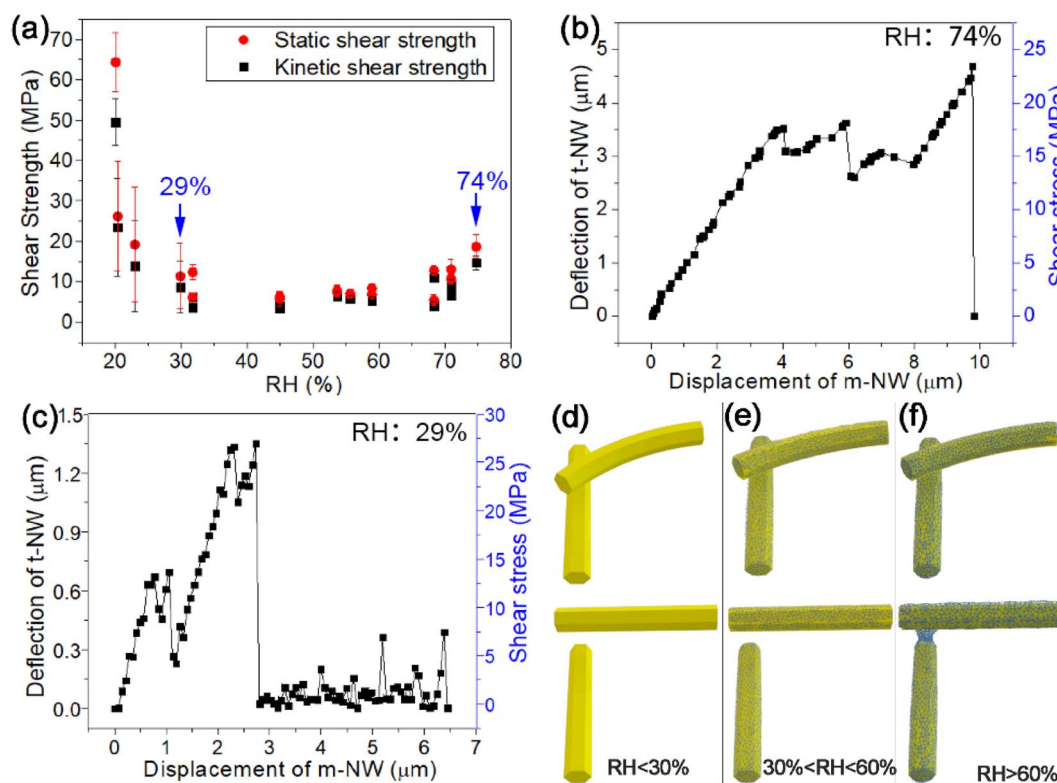 (a)
Static shear strength
Kinetic shear strength
Shear Strength (MPa)
70
60
50
40
30
20
10
0
29%
74%
20 30 40 50 60 70 80
RH (%)
(b)
RH: 74%
Deflection of t-NW (μm)
5
4
3
2
1
0
25
20
15
10
5
0
Shear stress (MPa)
0 2 4 6 8 10
Displacement of m-NW (μm)
(c)
RH: 29%
Deflection of t-NW (μm)
1.5
1.2
0.9
0.6
0.3
0.0
30
25
20
15
10
5
0
Shear stress (MPa)
0 1 2 3 4 5 6 7
Displacement of m-NW (μm)
(d)
(e)
(f)
RH<30%
30%<RH<60%
RH>60%